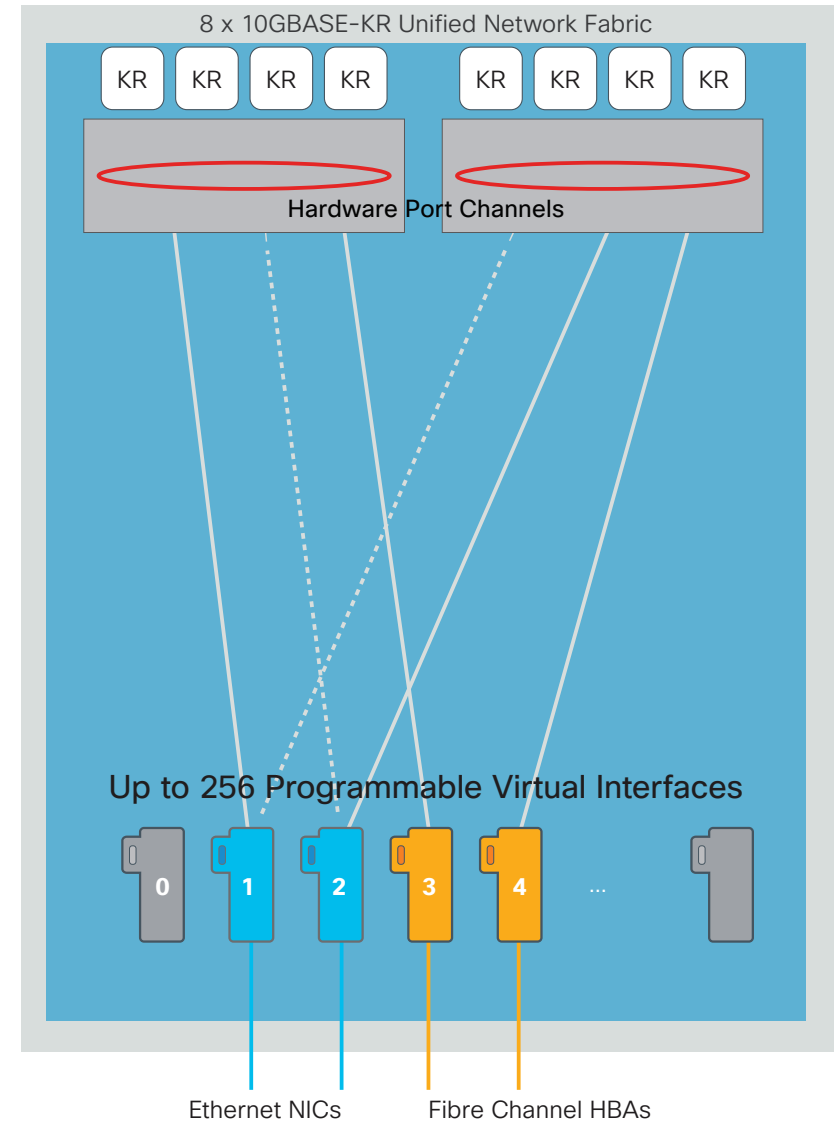 8 x 10GBASE-KR Unified Network Fabric
KR KR KR KR KR KR KR KR
Hardware Port Channels
Up to 256 Programmable Virtual Interfaces
0 1 2 3 4 ...
Ethernet NICs Fibre Channel HBAs